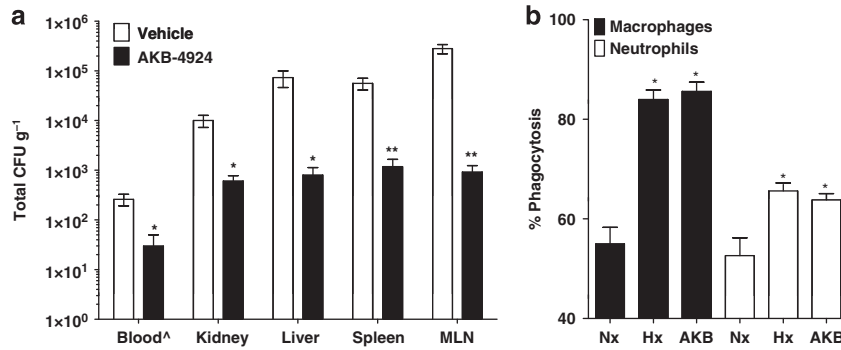 a
Vehicle
AKB-4924
Total CFU g⁻¹
1×10⁶
1×10⁵
1×10⁴
1×10³
1×10²
1×10¹
1×10⁰
*
*
*
**
**
Blood^ Kidney Liver Spleen MLN
b
Macrophages
Neutrophils
% Phagocytosis
100
80
60
40
* *
* *
Nx Hx AKB Nx Hx AKB